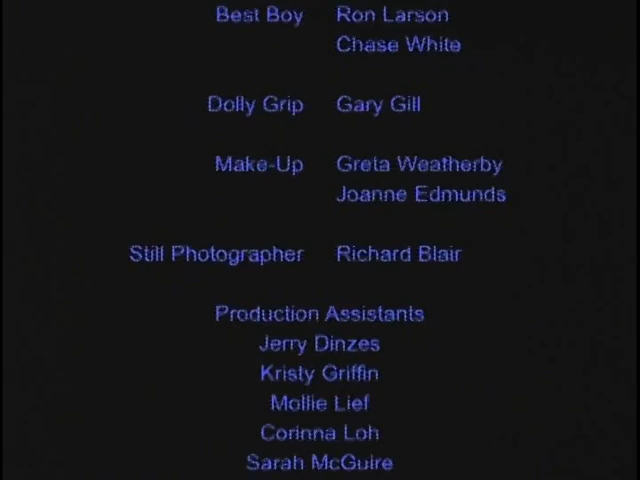 Best Boy Ron Larson
Chase White
Dolly Grip Gary Gill
Make-Up Greta Weatherby
Joanne Edmunds
Still Photographer Richard Blair
Production Assistants
Jerry Dinzes
Kristy Griffin
Mollie Lief
Corinna Loh
Sarah McGuire